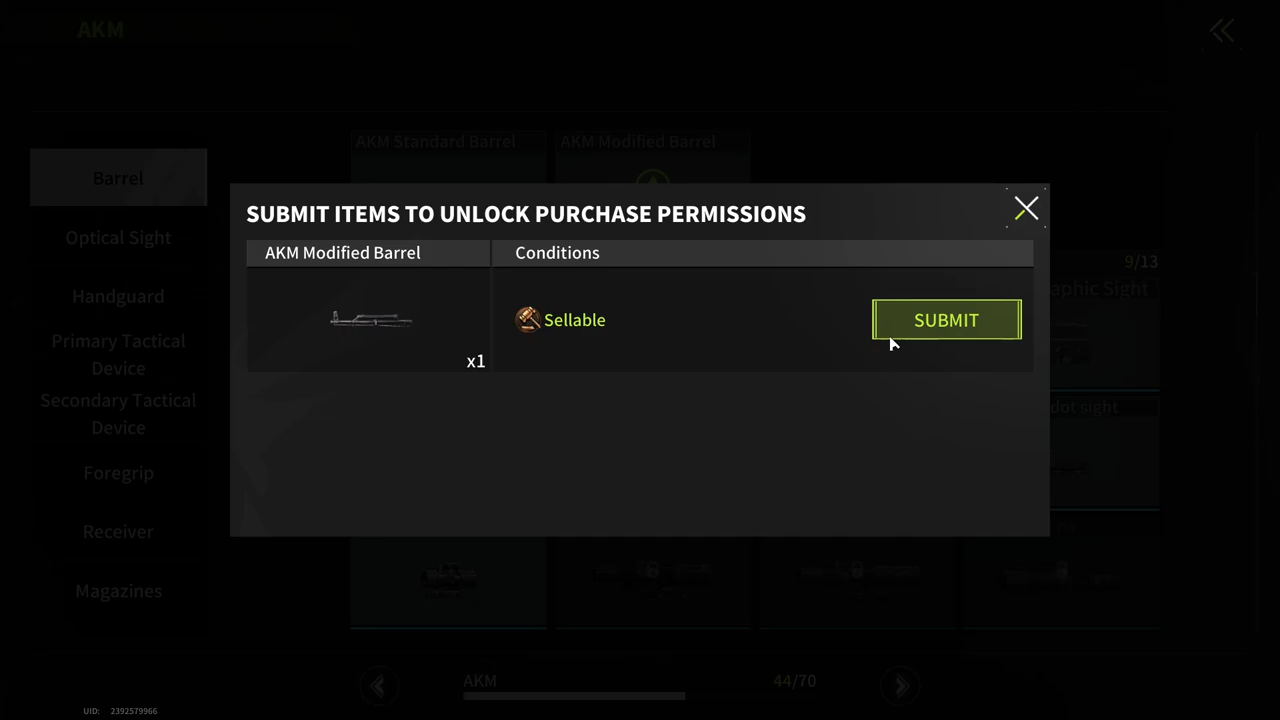 AKM
AKM Standard Barrel
AKM Modified Barrel
Barrel
SUBMIT ITEMS TO UNLOCK PURCHASE PERMISSIONS
AKM Modified Barrel
Conditions
Optical Sight
9/13
aphic Sight
Handguard
Sellable
SUBMIT
Primary Tactical
Device
x1
Secondary Tactical
Device
dot sight
Foregrip
Receiver
Magazines
AKM
44/70
UID: 2392579966